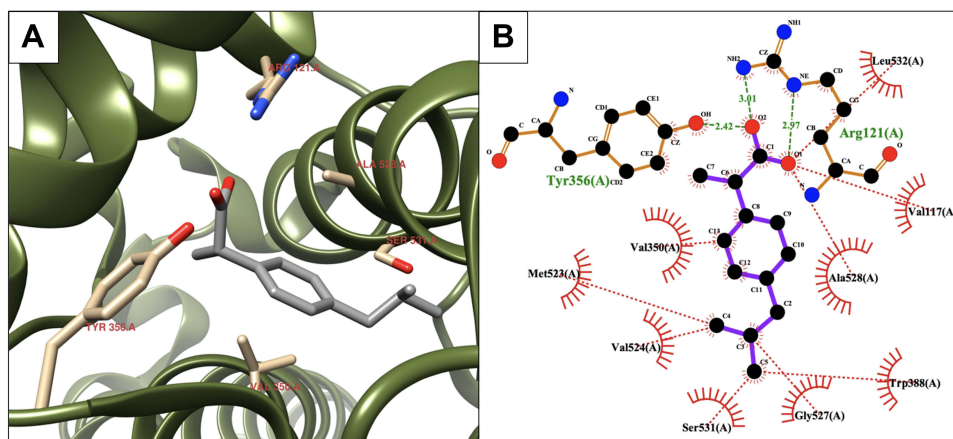 A
ARG 121.A
ALA 528.A
SER 531.A
TYR 356.A
VAL 350.A
B
NH1
NH2
CZ
NE
CD
Leu532(A)
CG
N
CD1
CE1
OH
3.01
O2
2.97
CB
Arg121(A)
C
CA
2.42
O
CG
CZ
C1
O1
CA
C
O
CB
CE2
C7
C6
N
Tyr356(A)
CD2
Val117(A)
C8
C9
Val350(A)
C13
C10
Met523(A)
C12
Ala528(A)
C11
C2
C4
Val524(A)
C3
C5
Trp388(A)
Ser531(A)
Gly527(A)